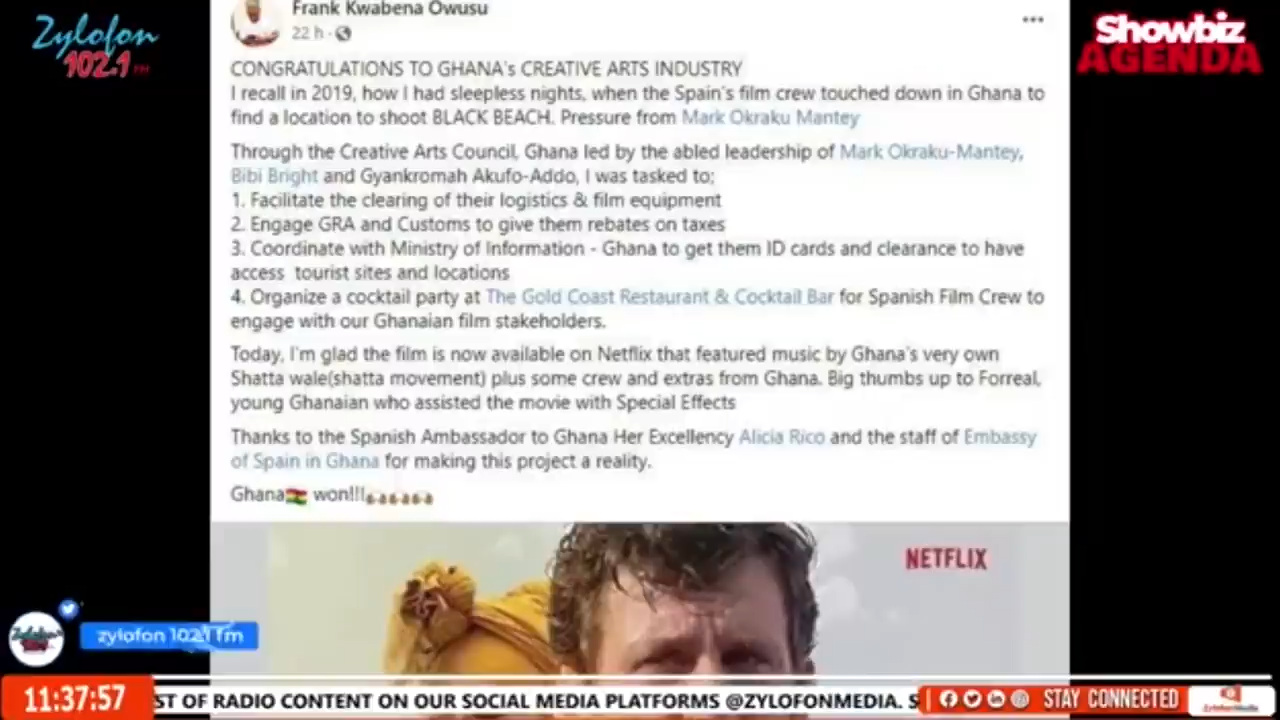 Zylofon
102.1 FM
Showbiz
AGENDA
Frank Kwabena Owusu
22 h ·
CONGRATULATIONS TO GHANA's CREATIVE ARTS INDUSTRY
I recall in 2019, how I had sleepless nights, when the Spain's film crew touched down in Ghana to
find a location to shoot BLACK BEACH. Pressure from Mark Okraku Mantey
Through the Creative Arts Council, Ghana led by the abled leadership of Mark Okraku-Mantey,
Bibi Bright and Gyankromah Akufo-Addo, I was tasked to:
1. Facilitate the clearing of their logistics & film equipment
2. Engage GRA and Customs to give them rebates on taxes
3. Coordinate with Ministry of Information - Ghana to get them ID cards and clearance to have
access tourist sites and locations
4. Organize a cocktail party at The Gold Coast Restaurant & Cocktail Bar for Spanish Film Crew to
engage with our Ghanaian film stakeholders.
Today, I'm glad the film is now available on Netflix that featured music by Ghana's very own
Shatta wale(shatta movement) plus some crew and extras from Ghana. Big thumbs up to Forreal,
young Ghanaian who assisted the movie with Special Effects
Thanks to the Spanish Ambassador to Ghana Her Excellency Alicia Rico and the staff of Embassy
of Spain in Ghana for making this project a reality.
Ghana🇬🇭 won!!!
NETFLIX
Zylofon
zylofon 102.1 fm
11:37:57
ST OF RADIO CONTENT ON OUR SOCIAL MEDIA PLATFORMS @ZYLOFONMEDIA. S
STAY CONNECTED
ZylofonMedia